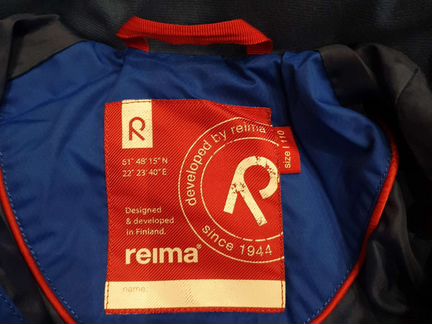 61° 48' 15" N
22° 23' 40" E
Designed
& developed
in Finland.
reima®
name:
developed by reima
R
since 1944
size | 110